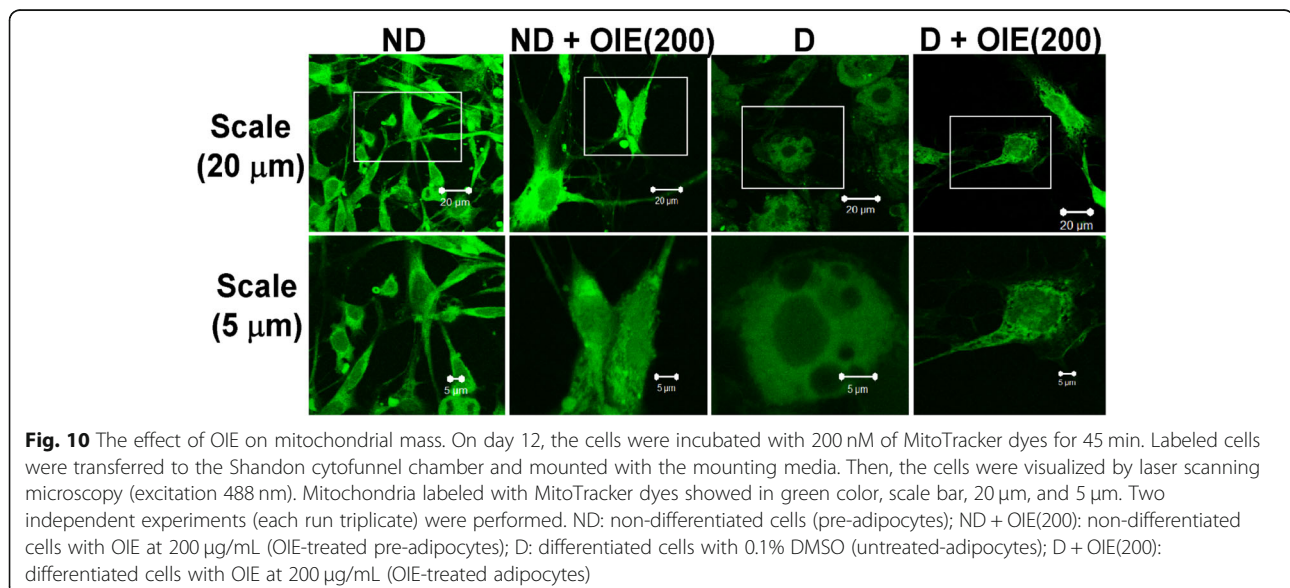 ND ND + OIE(200) D D + OIE(200)
Scale
(20 μm)
20 μm 20 μm 20 μm 20 μm
Scale
(5 μm)
5 μm 5 μm 5 μm 5 μm
Fig. 10 The effect of OIE on mitochondrial mass. On day 12, the cells were incubated with 200 nM of MitoTracker dyes for 45 min. Labeled cells
were transferred to the Shandon cytofunnel chamber and mounted with the mounting media. Then, the cells were visualized by laser scanning
microscopy (excitation 488 nm). Mitochondria labeled with MitoTracker dyes showed in green color, scale bar, 20 μm, and 5 μm. Two
independent experiments (each run triplicate) were performed. ND: non-differentiated cells (pre-adipocytes); ND + OIE(200): non-differentiated
cells with OIE at 200 μg/mL (OIE-treated pre-adipocytes); D: differentiated cells with 0.1% DMSO (untreated-adipocytes); D + OIE(200):
differentiated cells with OIE at 200 μg/mL (OIE-treated adipocytes)